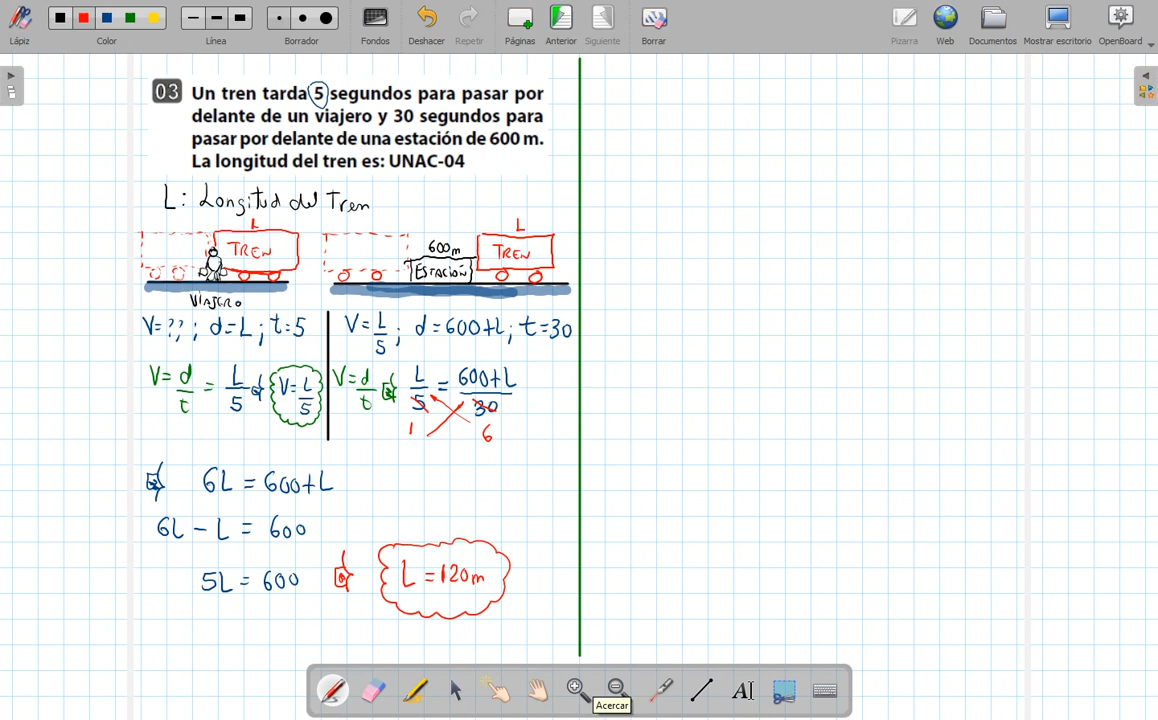 Lápiz
Color
Línea
Borrador
Fondos
Deshacer
Repetir
Páginas
Anterior
Siguiente
Borrar
Pizarra
Web
Documentos
Mostrar escritorio
OpenBoard
03 Un tren tarda 5 segundos para pasar por
delante de un viajero y 30 segundos para
pasar por delante de una estación de 600 m.
La longitud del tren es: UNAC-04
L: Longitud del Tren
L
TREN
VIAJERO
L
600m
TREN
ESTACIÓN
V=??; d=L; t=5
V=L/5; d=600+L; t=30
V=d/t = L/5
V=L/5
V=d/t
L/5 = 600+L/30
1
6
6L = 600+L
6L - L = 600
5L = 600
L = 120m
AI
Acercar